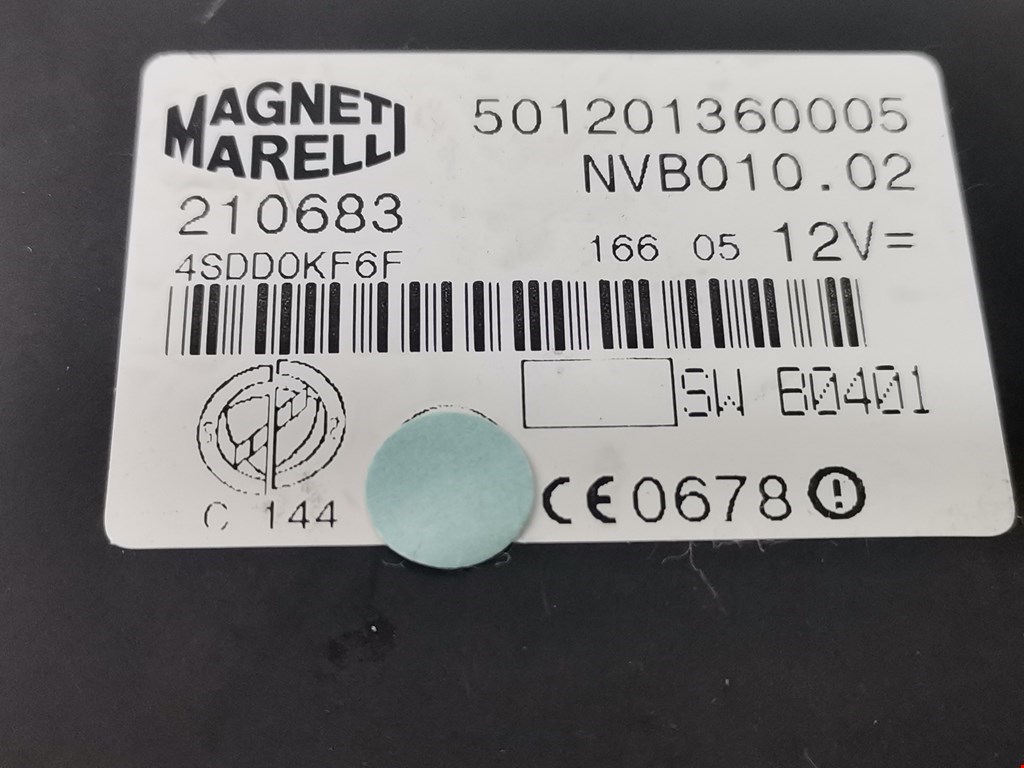 MAGNETI
MARELLI
501201360005
NVB010.02
210683
166 05 12V=
4SDD0KF6F
SW B0401
C 144
CE0678